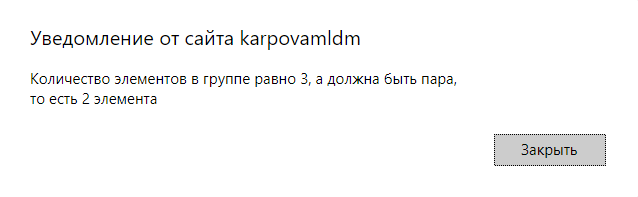 Уведомление от сайта karpovamldm
Количество элементов в группе равно 3, а должна быть пара,
то есть 2 элемента
Закрыть